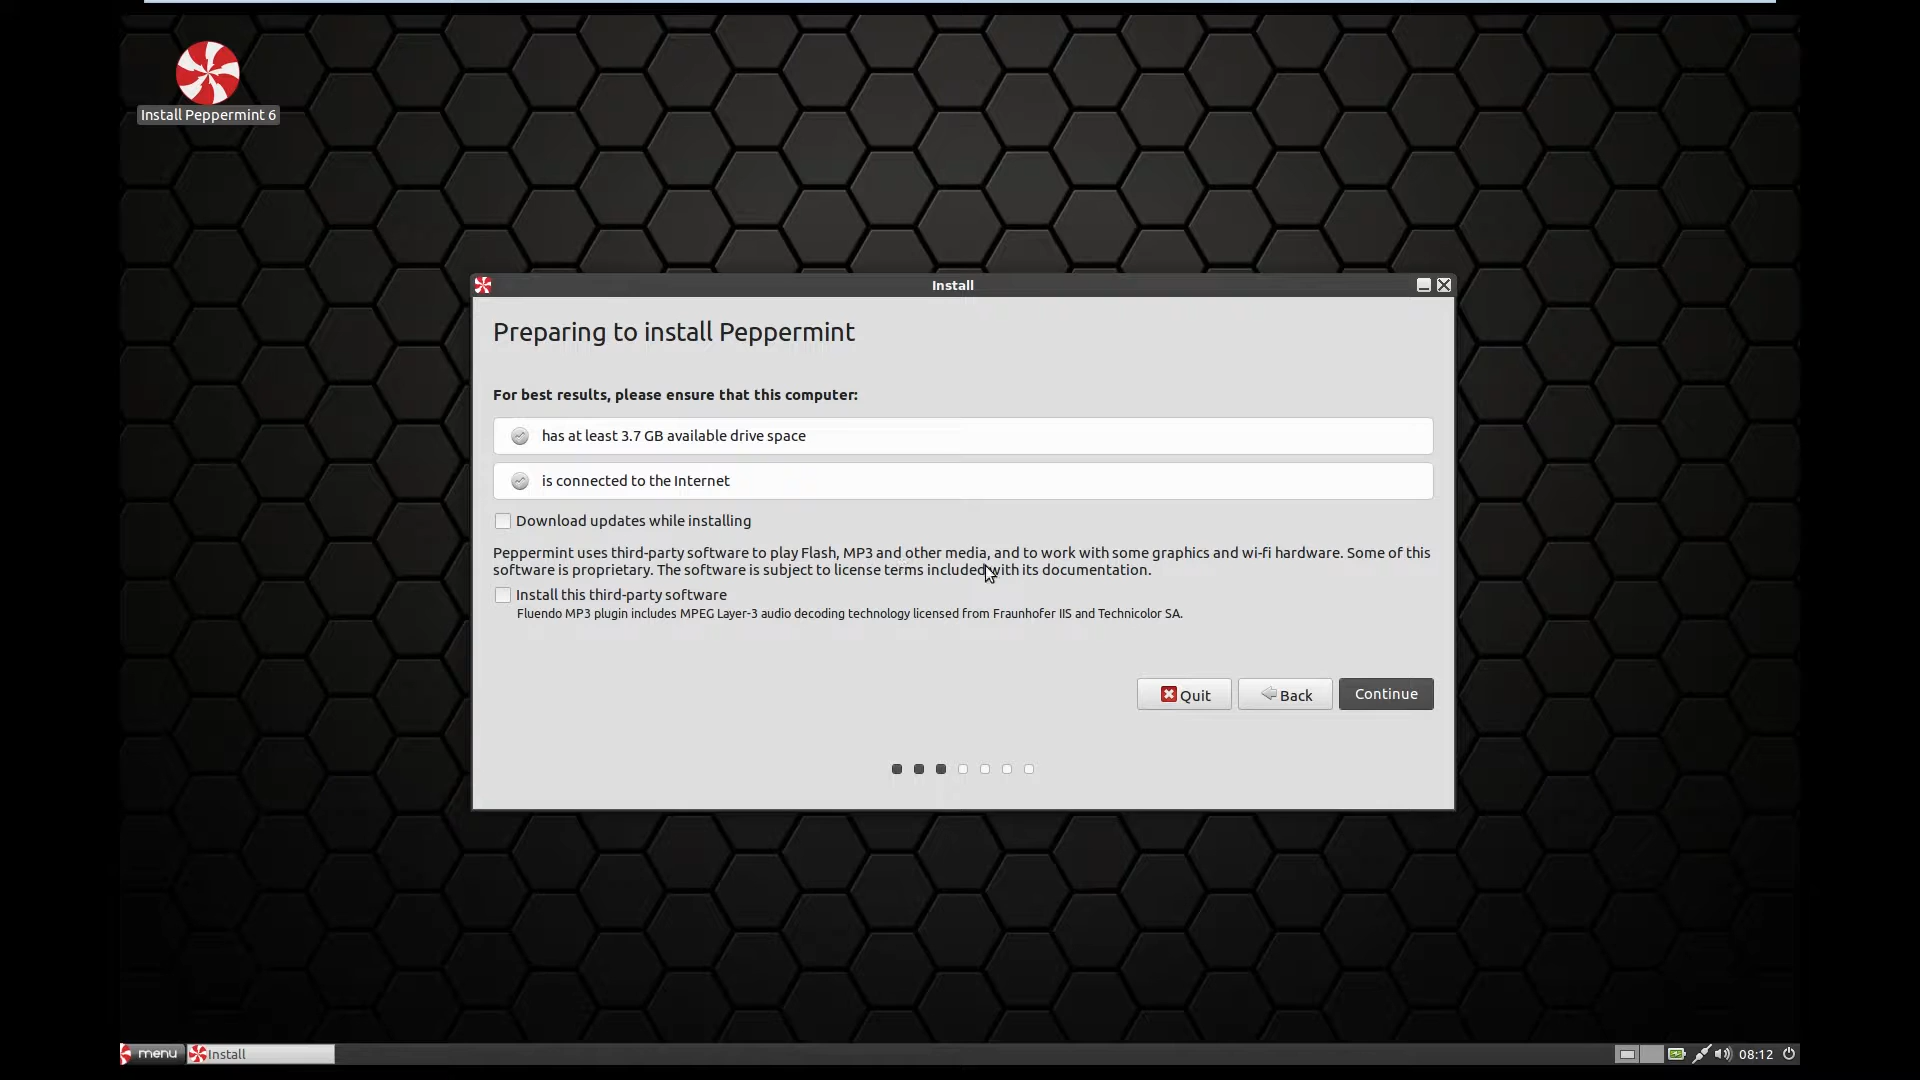 Install Peppermint 6
Install
Preparing to install Peppermint
For best results, please ensure that this computer:
has at least 3.7 GB available drive space
is connected to the Internet
Download updates while installing
Peppermint uses third-party software to play Flash, MP3 and other media, and to work with some graphics and wi-fi hardware. Some of this
software is proprietary. The software is subject to license terms included with its documentation.
Install this third-party software
Fluendo MP3 plugin includes MPEG Layer-3 audio decoding technology licensed from Fraunhofer IIS and Technicolor SA.
Quit
Back
Continue
menu
Install
08:12